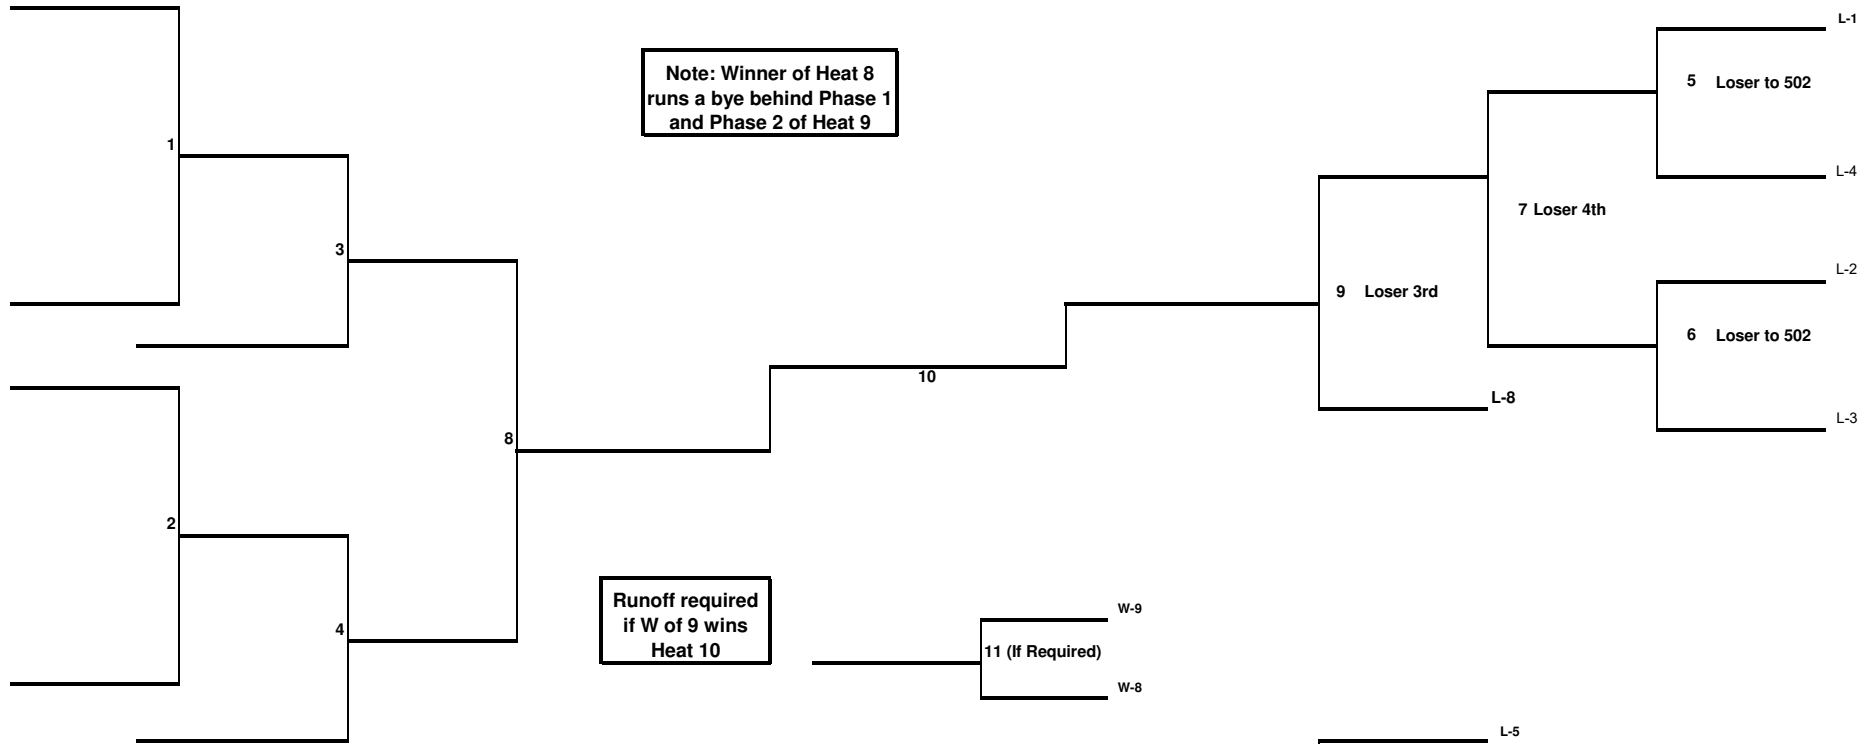 L-1
Note: Winner of Heat 8
runs a bye behind Phase 1
and Phase 2 of Heat 9
5 Loser to 502
1
L-4
7 Loser 4th
3
L-2
9 Loser 3rd
6 Loser to 502
10
L-8
L-3
8
2
Runoff required
if W of 9 wins
Heat 10
W-9
4
11 (If Required)
W-8
L-5